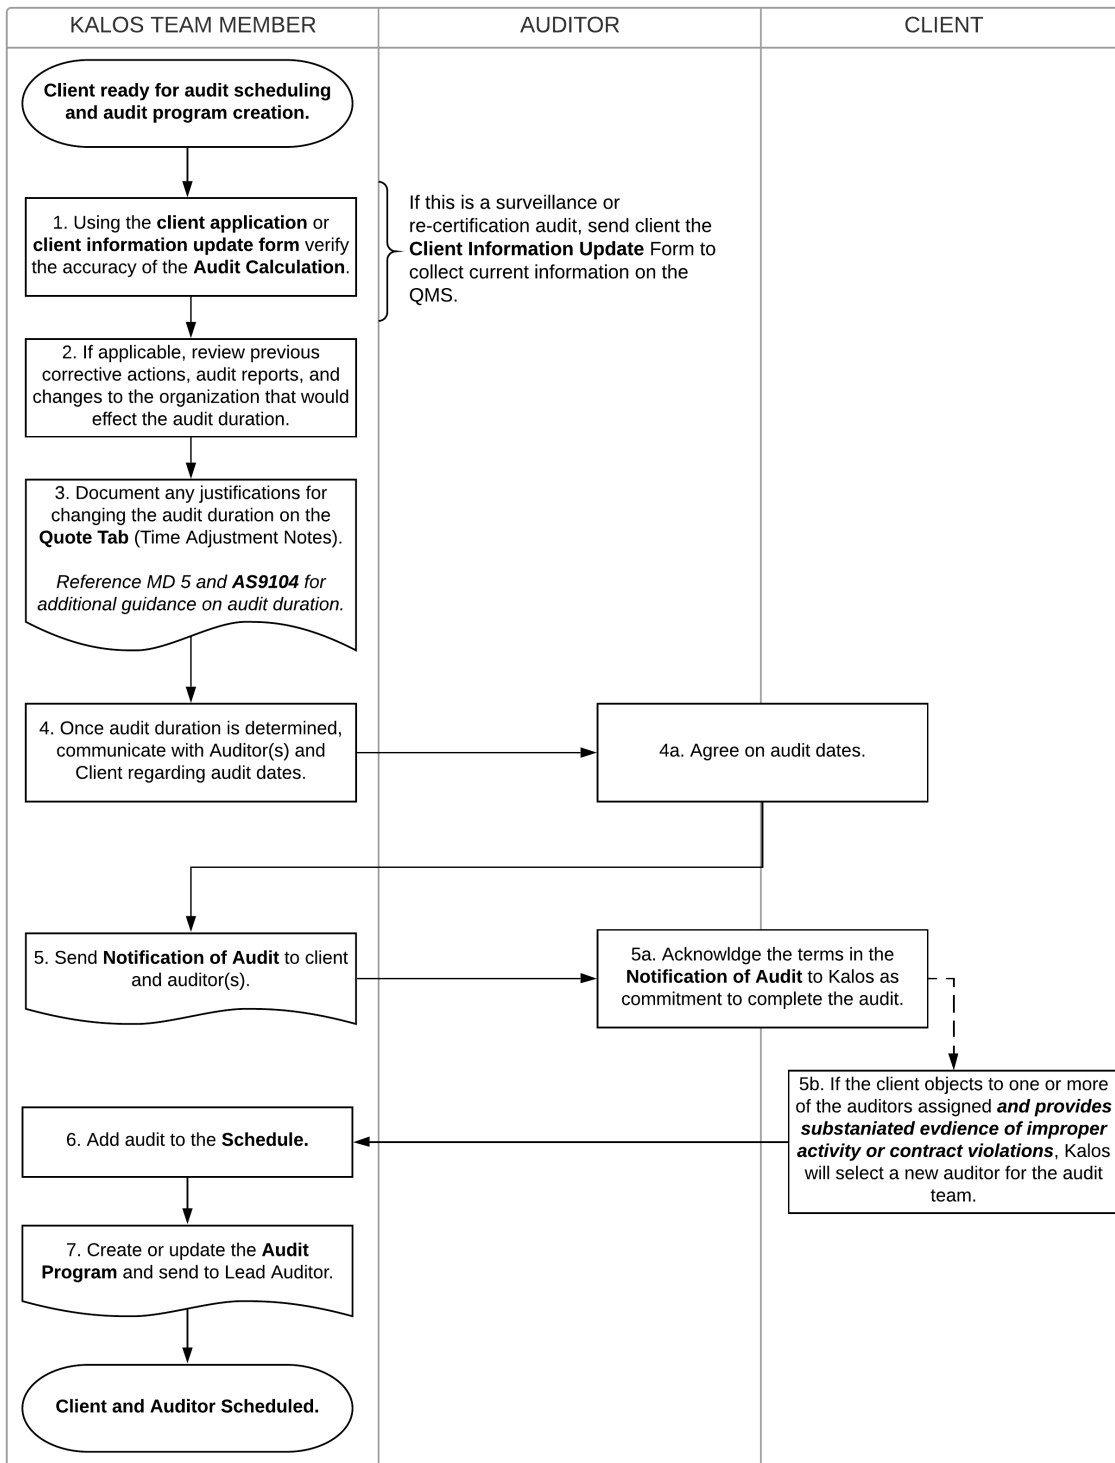 KALOS TEAM MEMBER
AUDITOR
CLIENT
Client ready for audit scheduling
and audit program creation.
1. Using the client application or
client information update form verify
the accuracy of the Audit Calculation.
If this is a surveillance or
re-certification audit, send client the
Client Information Update Form to
collect current information on the
QMS.
2. If applicable, review previous
corrective actions, audit reports, and
changes to the organization that would
effect the audit duration.
3. Document any justifications for
changing the audit duration on the
Quote Tab (Time Adjustment Notes).
Reference MD 5 and AS9104 for
additional guidance on audit duration.
4. Once audit duration is determined,
communicate with Auditor(s) and
Client regarding audit dates.
4a. Agree on audit dates.
5. Send Notification of Audit to client
and auditor(s).
5a. Acknowldge the terms in the
Notification of Audit to Kalos as
commitment to complete the audit.
5b. If the client objects to one or more
of the auditors assigned and provides
substaniated evdience of improper
activity or contract violations, Kalos
will select a new auditor for the audit
team.
6. Add audit to the Schedule.
7. Create or update the Audit
Program and send to Lead Auditor.
Client and Auditor Scheduled.